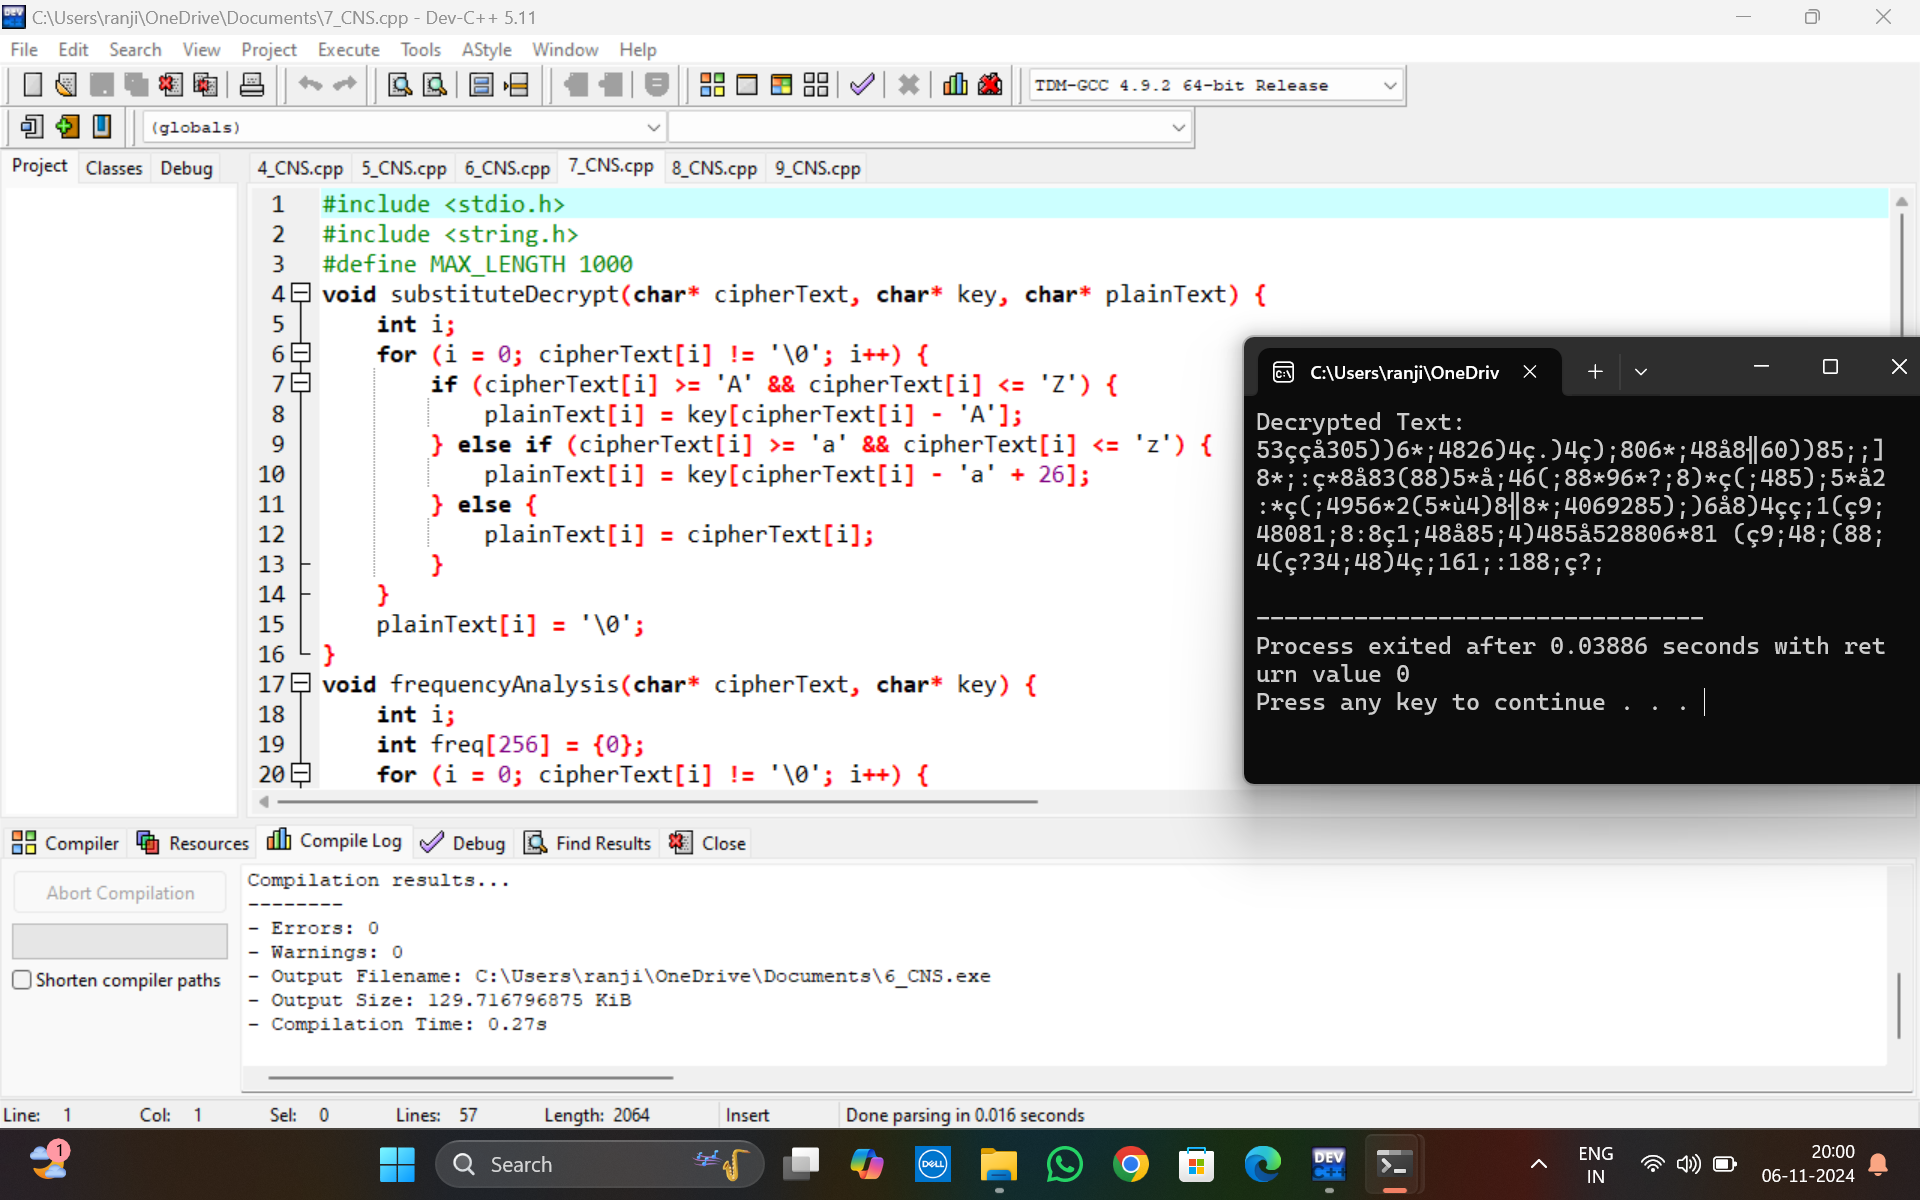 C:\Users\ranji\OneDrive\Documents\7_CNS.cpp - Dev-C++ 5.11
File Edit Search View Project Execute Tools AStyle Window Help
TDM-GCC 4.9.2 64-bit Release
(globals)
Project Classes Debug
4_CNS.cpp 5_CNS.cpp 6_CNS.cpp 7_CNS.cpp 8_CNS.cpp 9_CNS.cpp
1 #include <stdio.h>
2 #include <string.h>
3 #define MAX_LENGTH 1000
4 void substituteDecrypt(char* cipherText, char* key, char* plainText) {
5 int i;
6 for (i = 0; cipherText[i] != '\0'; i++) {
7 if (cipherText[i] >= 'A' && cipherText[i] <= 'Z') {
8 plainText[i] = key[cipherText[i] - 'A'];
9 } else if (cipherText[i] >= 'a' && cipherText[i] <= 'z') {
10 plainText[i] = key[cipherText[i] - 'a' + 26];
11 } else {
12 plainText[i] = cipherText[i];
13 }
14 }
15 plainText[i] = '\0';
16 }
17 void frequencyAnalysis(char* cipherText, char* key) {
18 int i;
19 int freq[256] = {0};
20 for (i = 0; cipherText[i] != '\0'; i++) {
C:\Users\ranji\OneDriv
Decrypted Text:
53ççå305))6*;4826)4ç.)4ç);806*;48å8╢60))85;;]
8*;:ç*8å83(88)5*å;46(;88*96*?;8)*ç(;485);5*å2
:*ç(;4956*2(5*ù4)8╢8*;4069285);)6å8)4çç;1(ç9;
48081;8:8ç1;48å85;4)485å528806*81 (ç9;48;(88;
4(ç?34;48)4ç;161;:188;ç?;
--------------------------------
Process exited after 0.03886 seconds with ret
urn value 0
Press any key to continue . . .
Compiler Resources Compile Log Debug Find Results Close
Abort Compilation
Shorten compiler paths
Compilation results...
--------
- Errors: 0
- Warnings: 0
- Output Filename: C:\Users\ranji\OneDrive\Documents\6_CNS.exe
- Output Size: 129.716796875 KiB
- Compilation Time: 0.27s
Line: 1 Col: 1 Sel: 0 Lines: 57 Length: 2064 Insert Done parsing in 0.016 seconds
1
Search
DELL
DEV C++
ENG
IN
20:00
06-11-2024